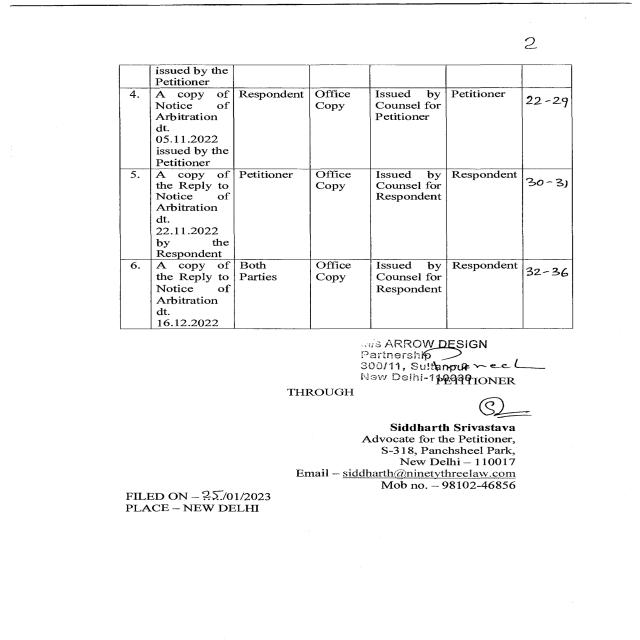 2
issued by the
Petitioner
4. A copy of Respondent Office Issued by Petitioner 22-29
Notice of Copy Counsel for
Arbitration Petitioner
dt.
05.11.2022
issued by the
Petitioner
5. A copy of Petitioner Office Issued by Respondent 30-31
the Reply to Copy Counsel for
Notice of Respondent
Arbitration
dt.
22.11.2022
by the
Respondent
6. A copy of Both Office Issued by Respondent 32-36
the Reply to Parties Copy Counsel for
Notice of Respondent
Arbitration
dt.
16.12.2022
M/s ARROW DESIGN
Partnership
300/11, Sultanpur
New Delhi-110030
PETITIONER
THROUGH
Siddharth Srivastava
Advocate for the Petitioner,
S-318, Panchsheel Park,
New Delhi – 110017
Email – siddharth@ninetythreelaw.com
Mob no. – 98102-46856
FILED ON – 25/01/2023
PLACE – NEW DELHI